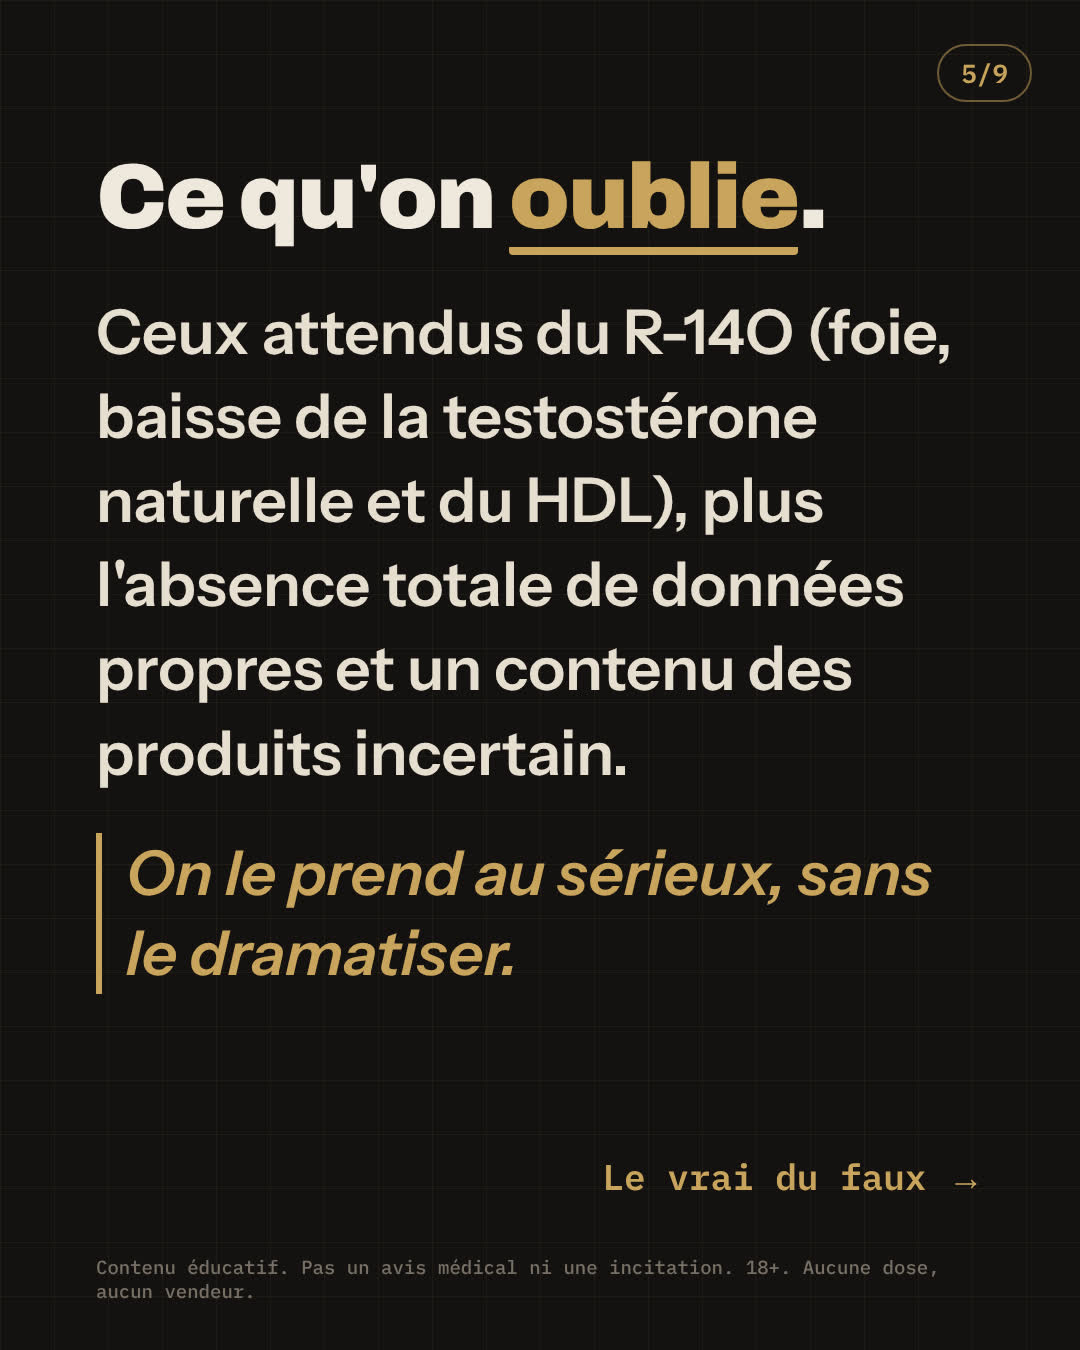 5/9
Ce qu'on oublie.
Ceux attendus du R-140 (foie,
baisse de la testostérone
naturelle et du HDL), plus
l'absence totale de données
propres et un contenu des
produits incertain.
On le prend au sérieux, sans
le dramatiser.
Le vrai du faux →
Contenu éducatif. Pas un avis médical ni une incitation. 18+. Aucune dose,
aucun vendeur.